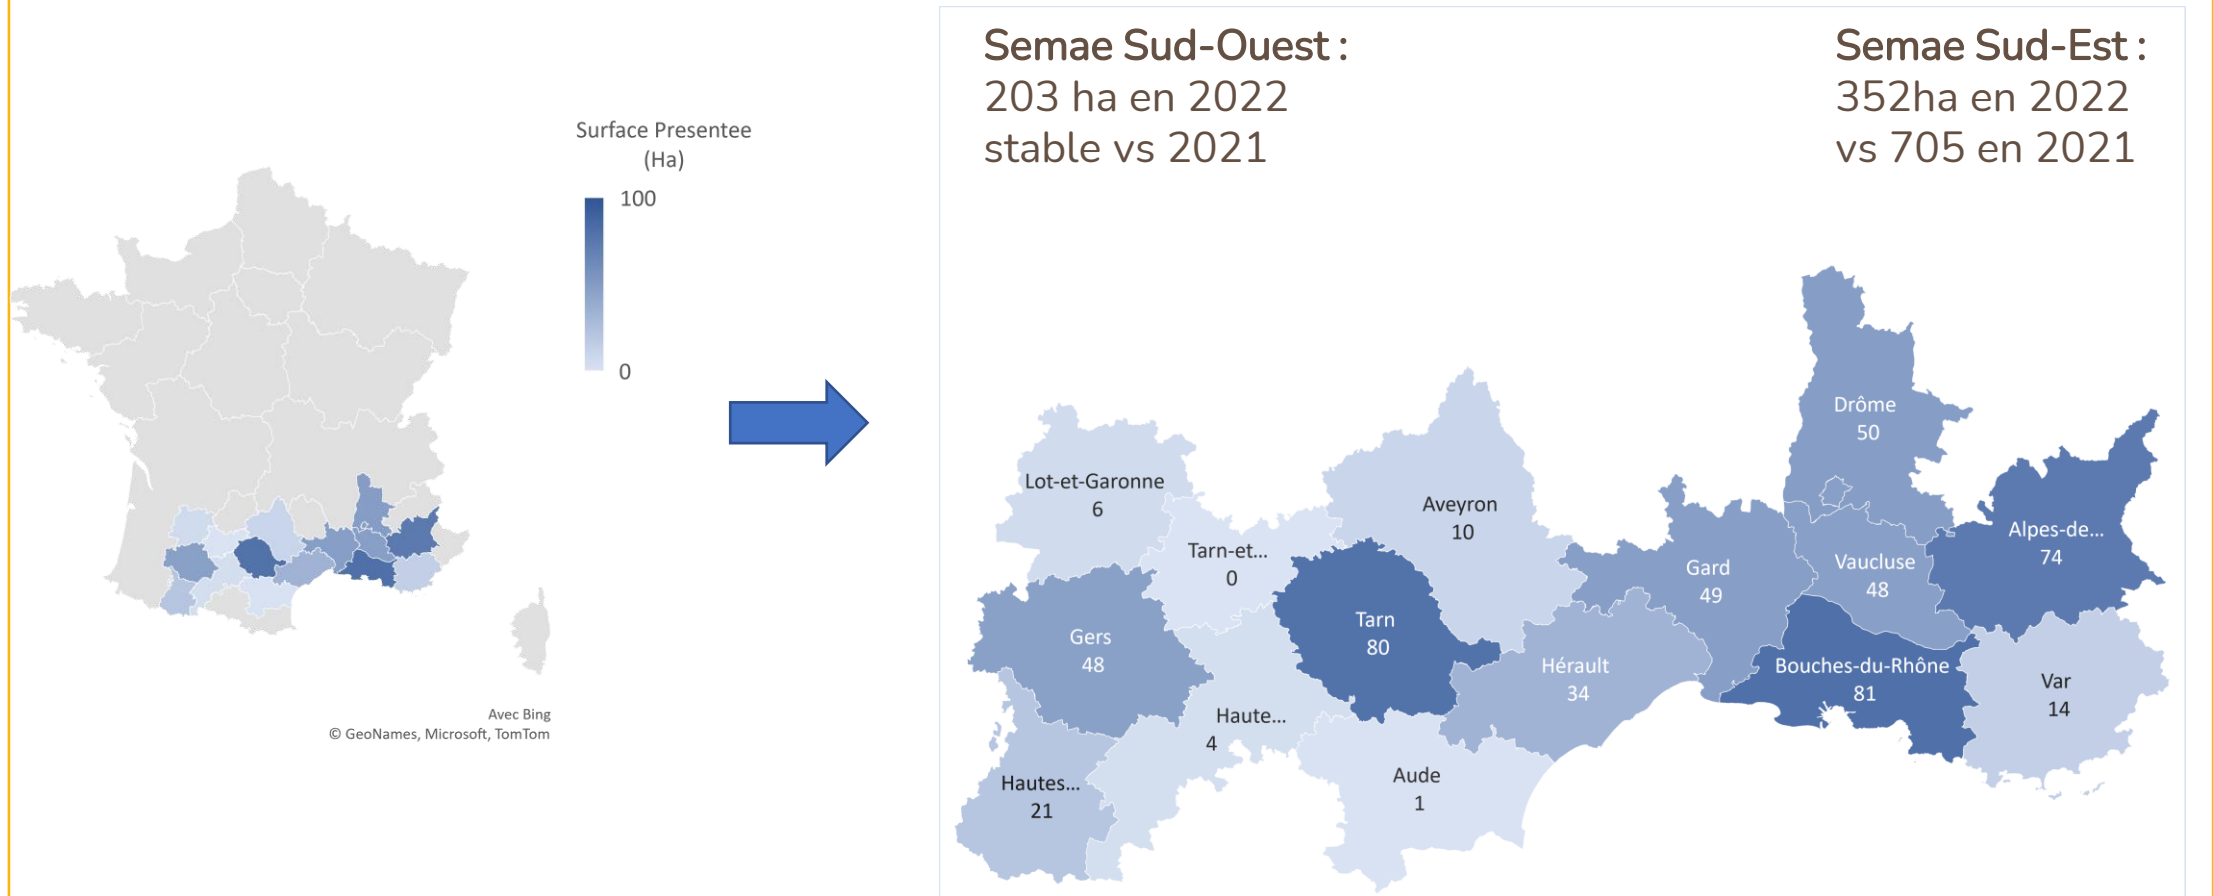 Surface Presentee
(Ha)
100
0
Avec Bing
© GeoNames, Microsoft, TomTom
Semae Sud-Ouest :
203 ha en 2022
stable vs 2021
Semae Sud-Est :
352ha en 2022
vs 705 en 2021
Drôme
50
Lot-et-Garonne
6
Aveyron
10
Tarn-et...
0
Alpes-de...
74
Gard
49
Vaucluse
48
Gers
48
Tarn
80
Hérault
34
Bouches-du-Rhône
81
Var
14
Haute...
4
Hautes...
21
Aude
1